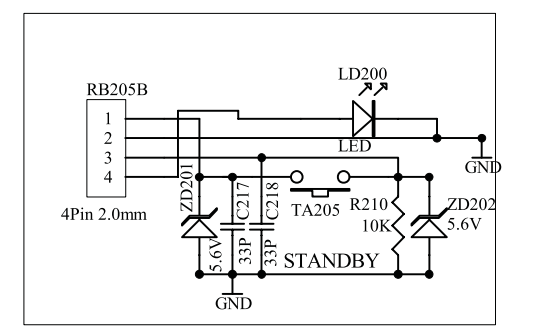 LD200
RB205B
1
2
3
4
LED
GND
ZD201
C217
C218
R210
ZD202
4Pin 2.0mm
TA205
10K
5.6V
5.6V
33P
33P
STANDBY
GND